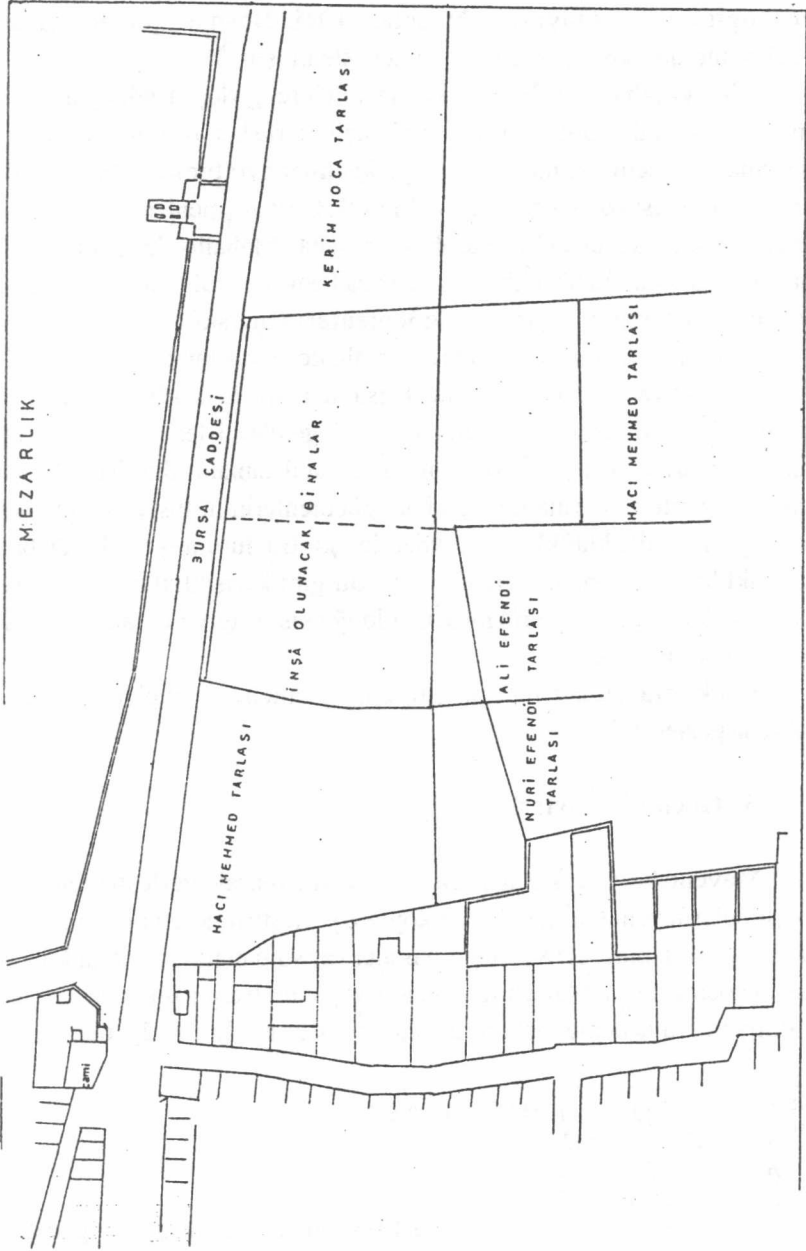 MEZARLIK
BURSA CADDESİ
KERİM HOCA TARLASI
İNŞÂ OLUNACAK BİNALAR
HACI MEHMED TARLASI
HACI MEHMED TARLASI
ALİ EFENDİ
TARLASI
NURİ EFENDİ
TARLASI
cami